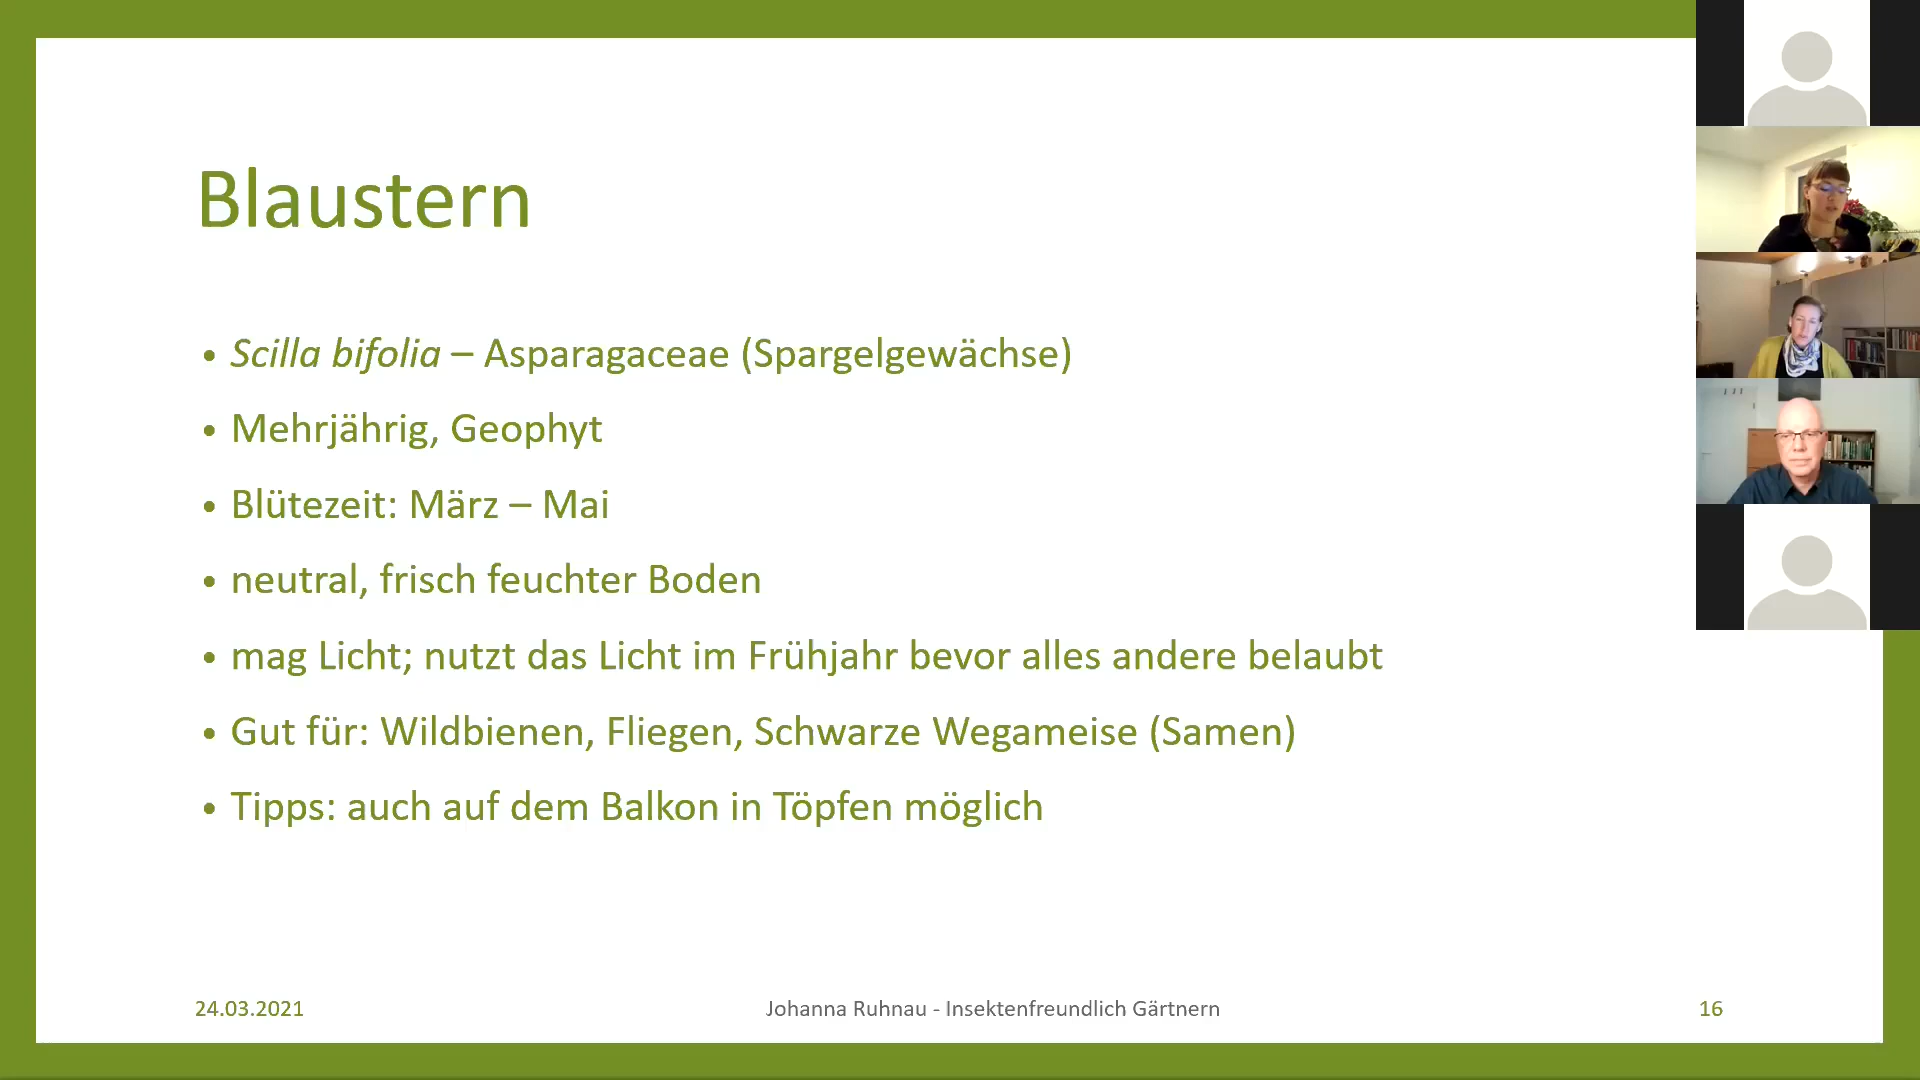 Blaustern
• Scilla bifolia – Asparagaceae (Spargelgewächse)
• Mehrjährig, Geophyt
• Blütezeit: März – Mai
• neutral, frisch feuchter Boden
• mag Licht; nutzt das Licht im Frühjahr bevor alles andere belaubt
• Gut für: Wildbienen, Fliegen, Schwarze Wegameise (Samen)
• Tipps: auch auf dem Balkon in Töpfen möglich
24.03.2021
Johanna Ruhnau - Insektenfreundlich Gärtnern
16